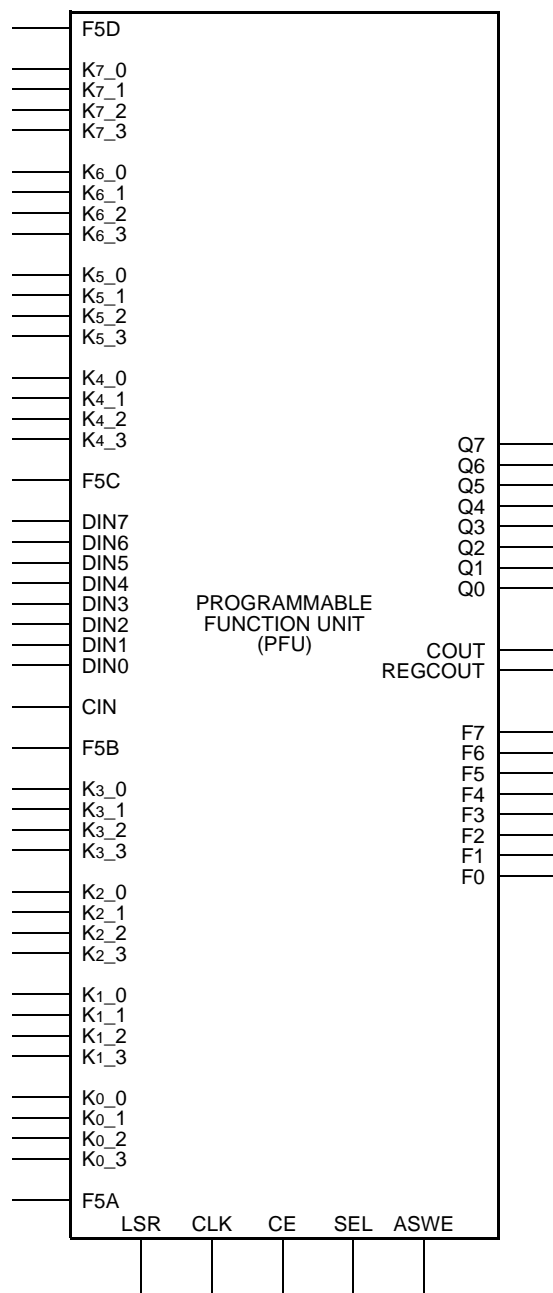 F5D
K7_0
K7_1
K7_2
K7_3
K6_0
K6_1
K6_2
K6_3
K5_0
K5_1
K5_2
K5_3
K4_0
K4_1
K4_2
K4_3
F5C
DIN7
DIN6
DIN5
DIN4
DIN3
DIN2
DIN1
DIN0
CIN
F5B
K3_0
K3_1
K3_2
K3_3
K2_0
K2_1
K2_2
K2_3
K1_0
K1_1
K1_2
K1_3
K0_0
K0_1
K0_2
K0_3
F5A
PROGRAMMABLE
FUNCTION UNIT
(PFU)
Q7
Q6
Q5
Q4
Q3
Q2
Q1
Q0
COUT
REGCOUT
F7
F6
F5
F4
F3
F2
F1
F0
LSR CLK CE SEL ASWE